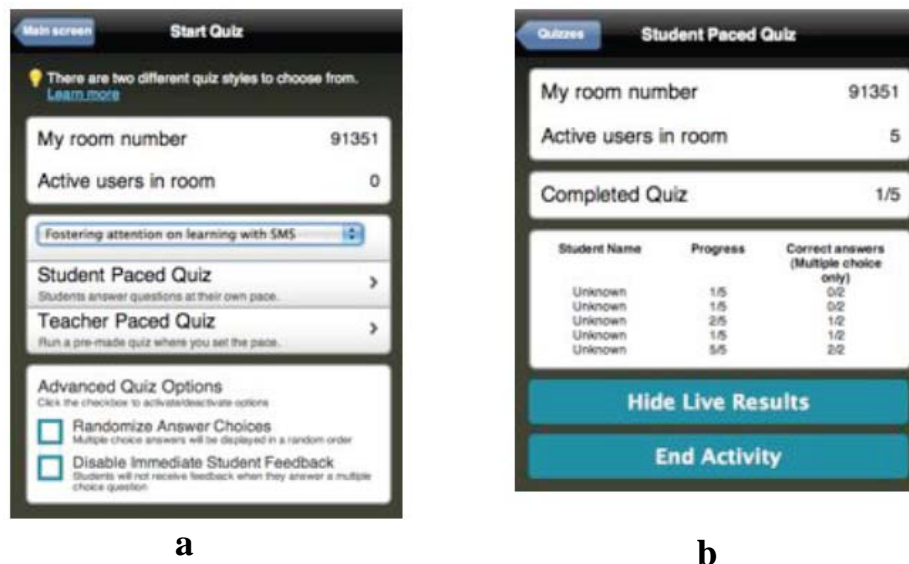 Main screen
Start Quiz
There are two different quiz styles to choose from.
Learn more
My room number 91351
Active users in room 0
Fostering attention on learning with SMS
Student Paced Quiz
Students answer questions at their own pace.
Teacher Paced Quiz
Run a pre-made quiz where you set the pace.
Advanced Quiz Options
Click the checkbox to activate/deactivate options
Randomize Answer Choices
Multiple choice answers will be displayed in a random order
Disable Immediate Student Feedback
Students will not receive feedback when they answer a multiple
choice question
a
Quizzes
Student Paced Quiz
My room number 91351
Active users in room 5
Completed Quiz 1/5
Student Name Progress Correct answers
(Multiple choice
only)
Unknown 1/5 0/2
Unknown 1/5 0/2
Unknown 2/5 1/2
Unknown 1/5 1/2
Unknown 5/5 2/2
Hide Live Results
End Activity
b